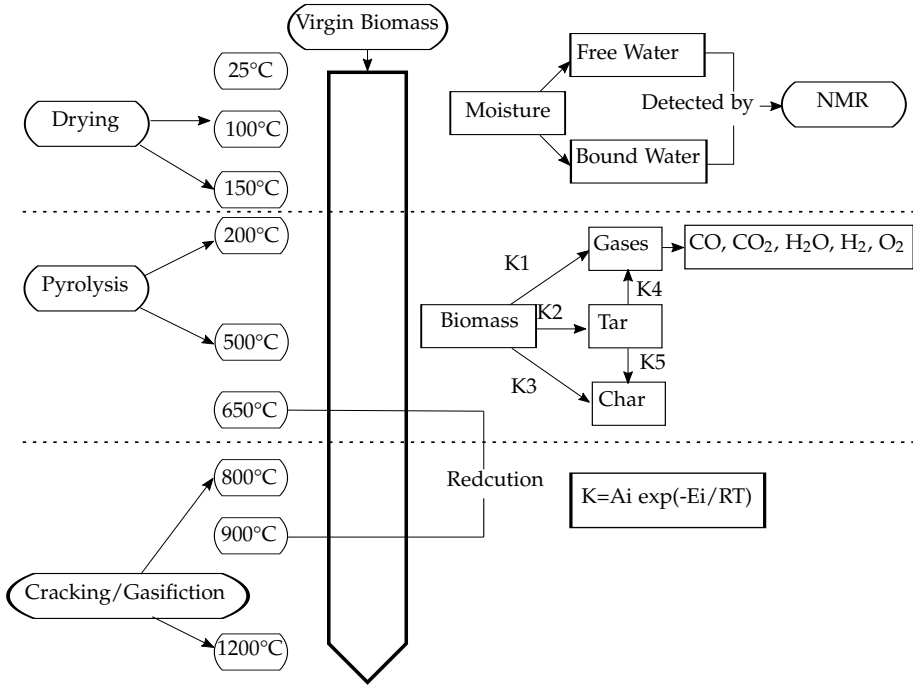 Virgin Biomass
25°C
Drying
100°C
150°C
Moisture
Free Water
Bound Water
Detected by
NMR
200°C
Pyrolysis
500°C
650°C
Biomass
K1
K2
K3
Gases
Tar
Char
K4
K5
CO, CO₂, H₂O, H₂, O₂
800°C
900°C
Redcution
K=Ai exp(-Ei/RT)
Cracking/Gasifiction
1200°C